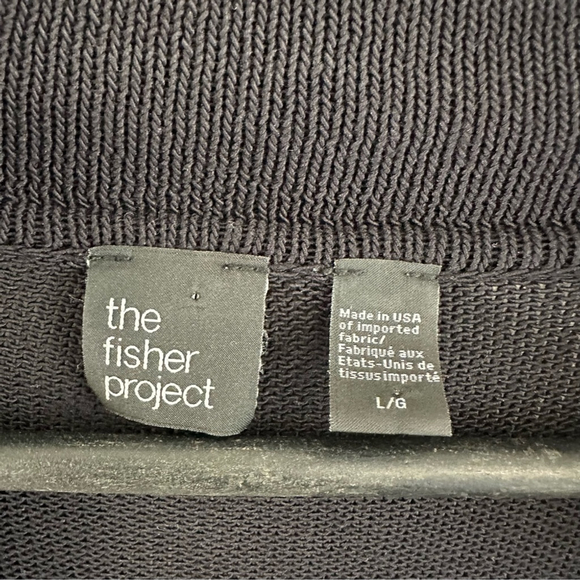 the
fisher
project
Made in USA
of imported
fabric/
Fabriqué aux
Etats-Unis de
tissus importé
L/G